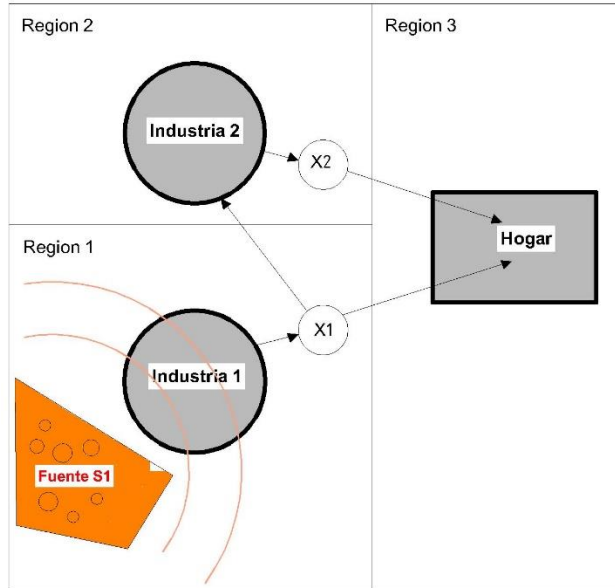 Region 2
Region 3
Industria 2
X2
Hogar
Region 1
X1
Industria 1
Fuente S1